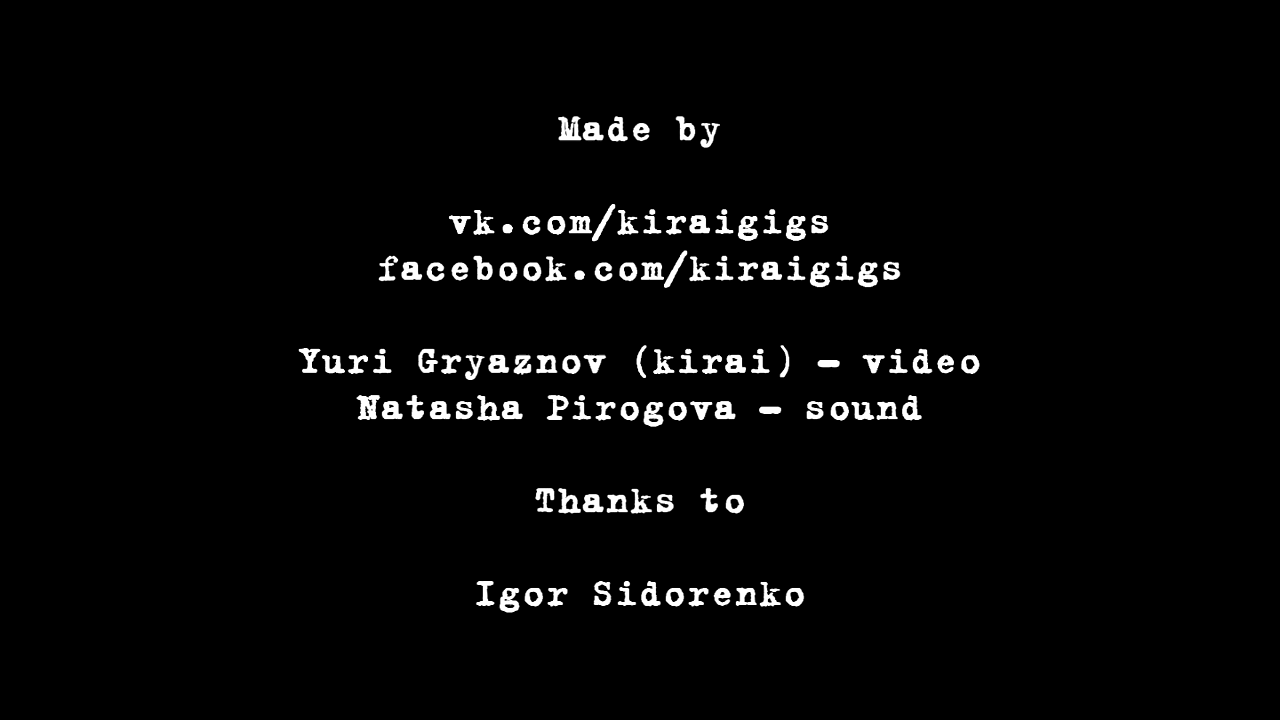 Made by
vk.com/kiraigigs
facebook.com/kiraigigs
Yuri Gryaznov (kirai) - video
Natasha Pirogova - sound
Thanks to
Igor Sidorenko